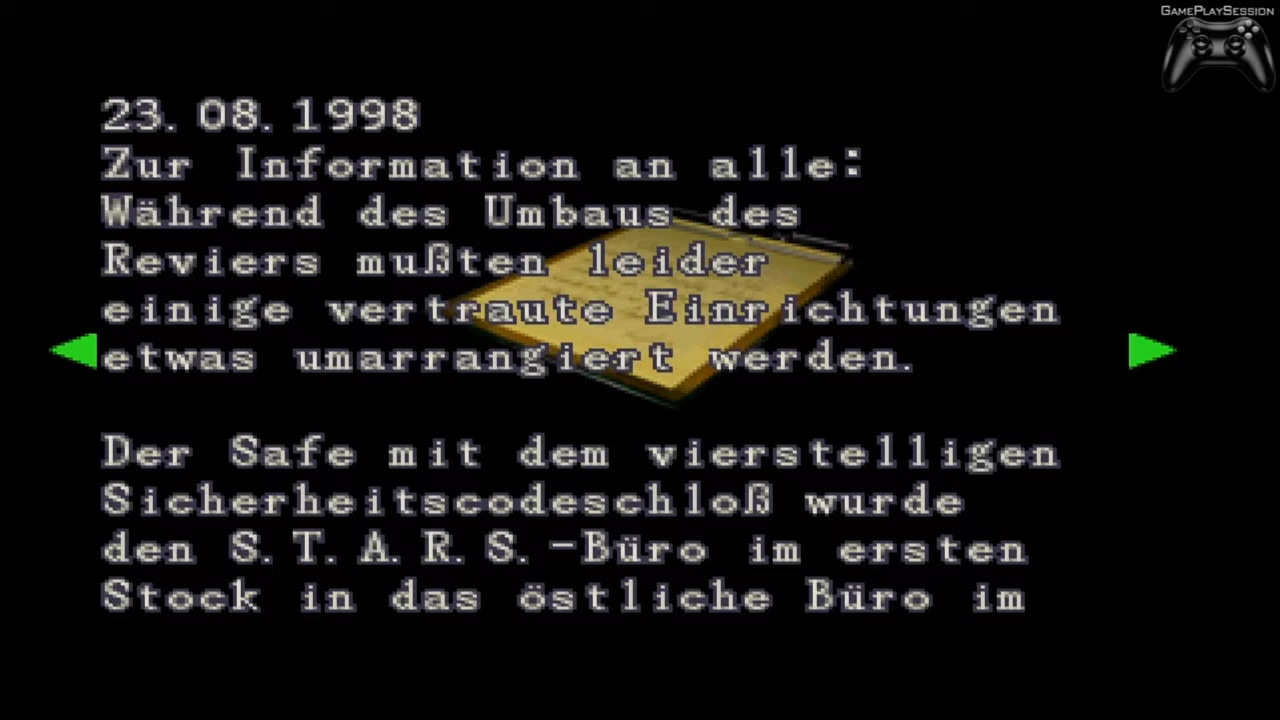 GAMEPLAYSESSION
23.08.1998
Zur Information an alle:
Während des Umbaus des
Reviers mußten leider
einige vertraute Einrichtungen
etwas umarrangiert werden.
Der Safe mit dem vierstelligen
Sicherheitscodeschloß wurde
den S.T.A.R.S.-Büro im ersten
Stock in das östliche Büro im